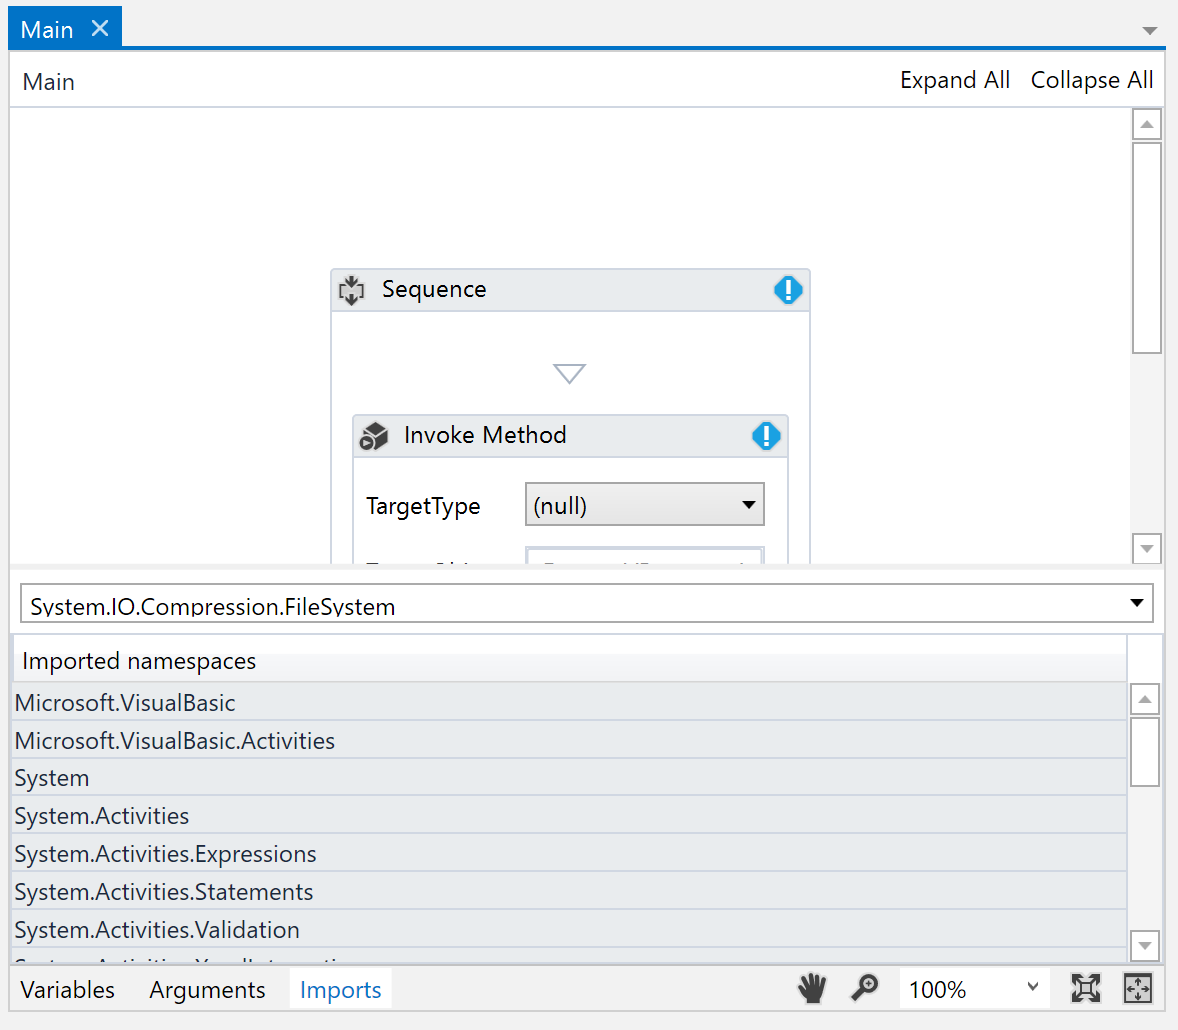 Main
Main
Expand All Collapse All
Sequence
Invoke Method
TargetType (null)
System.IO.Compression.FileSystem
Imported namespaces
Microsoft.VisualBasic
Microsoft.VisualBasic.Activities
System
System.Activities
System.Activities.Expressions
System.Activities.Statements
System.Activities.Validation
Variables Arguments Imports 100%